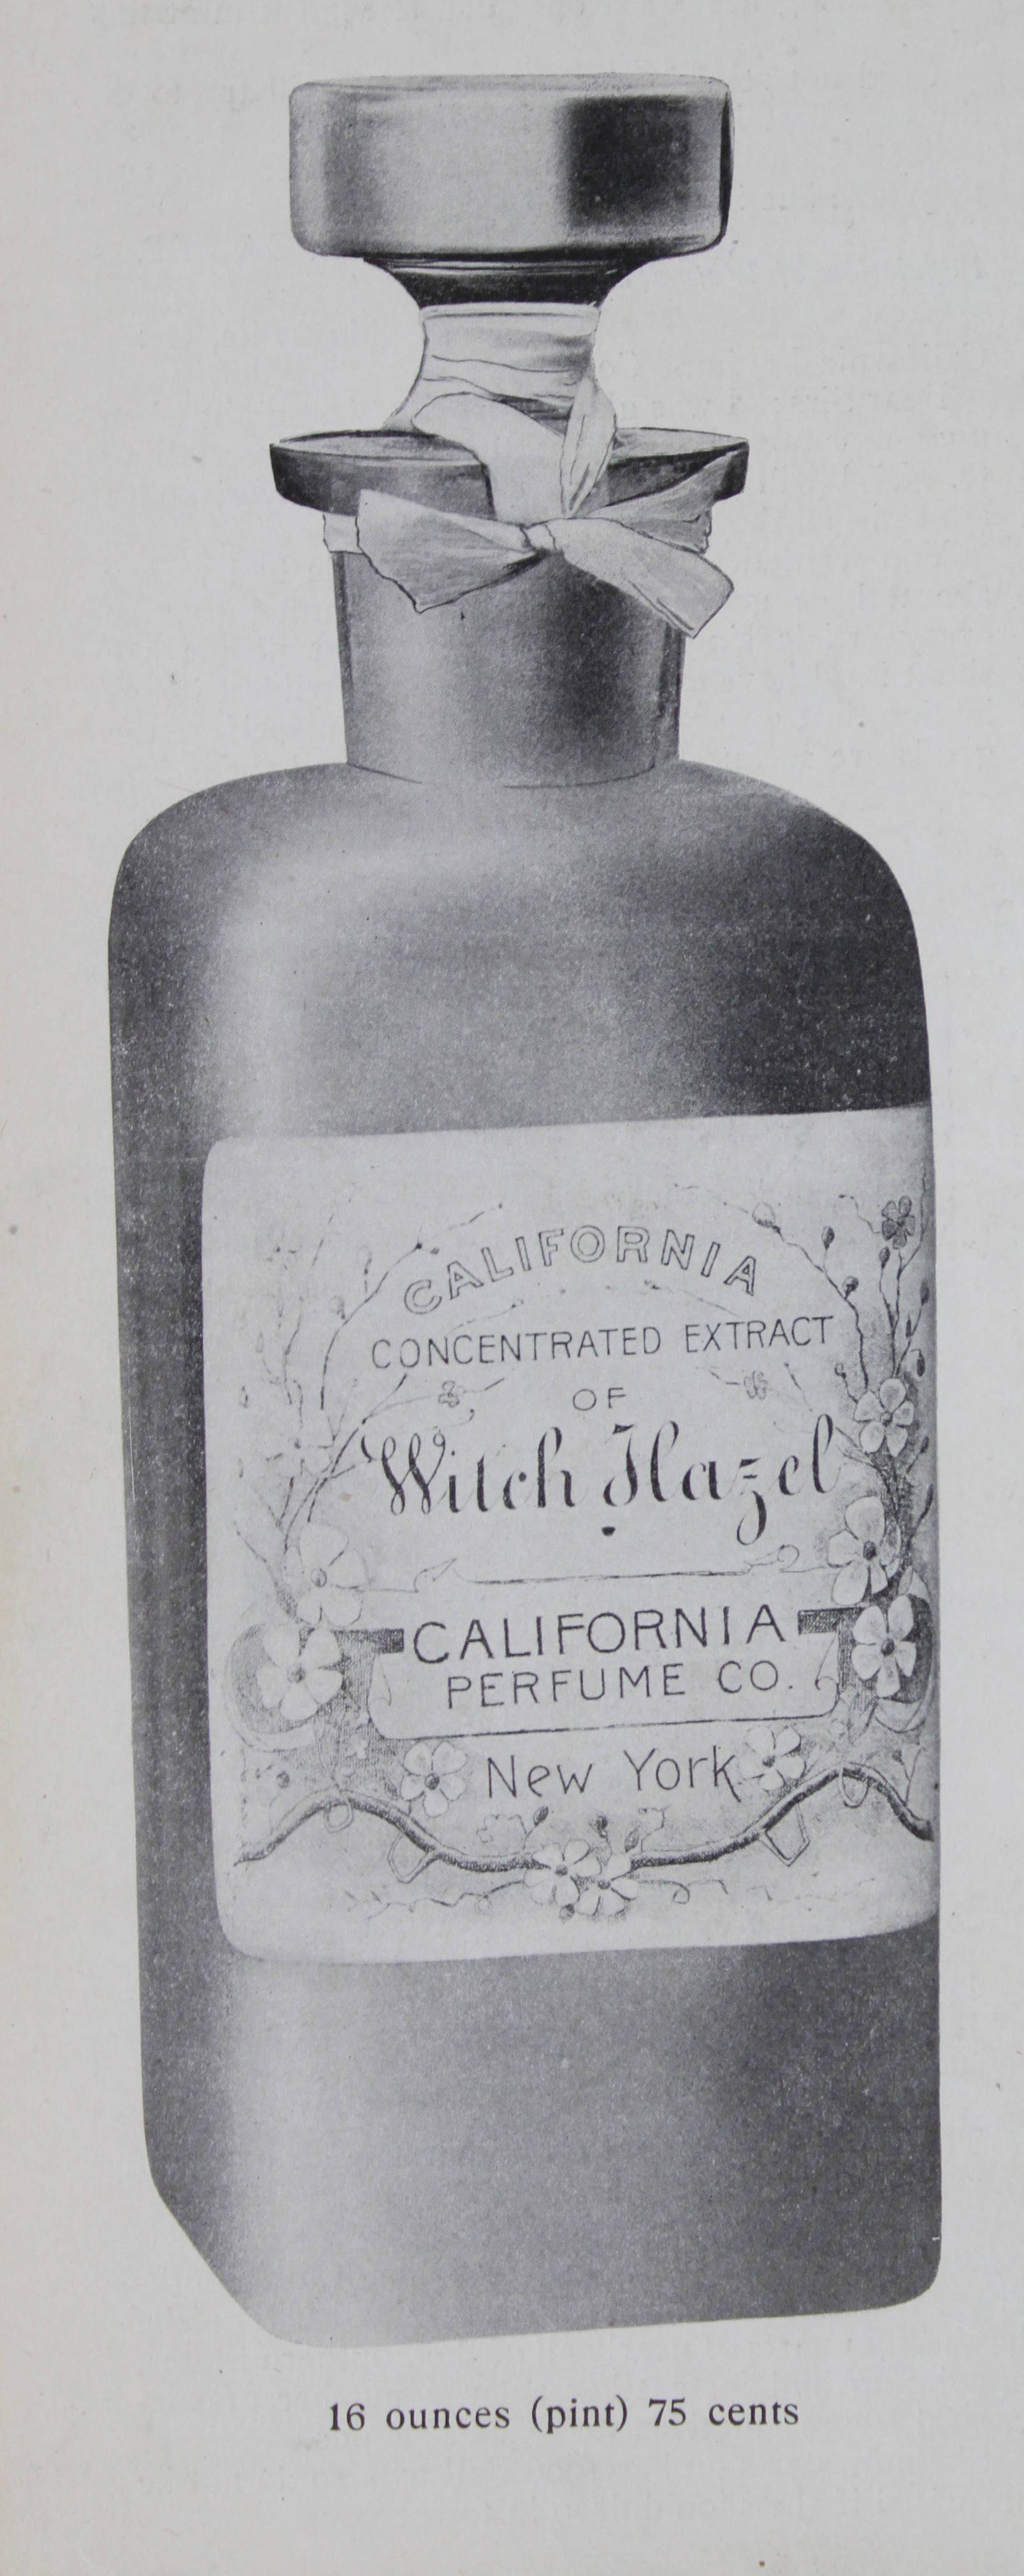 CALIFORNIA
CONCENTRATED EXTRACT
OF
Witch Hazel
CALIFORNIA
PERFUME CO.
New York
16 ounces (pint) 75 cents